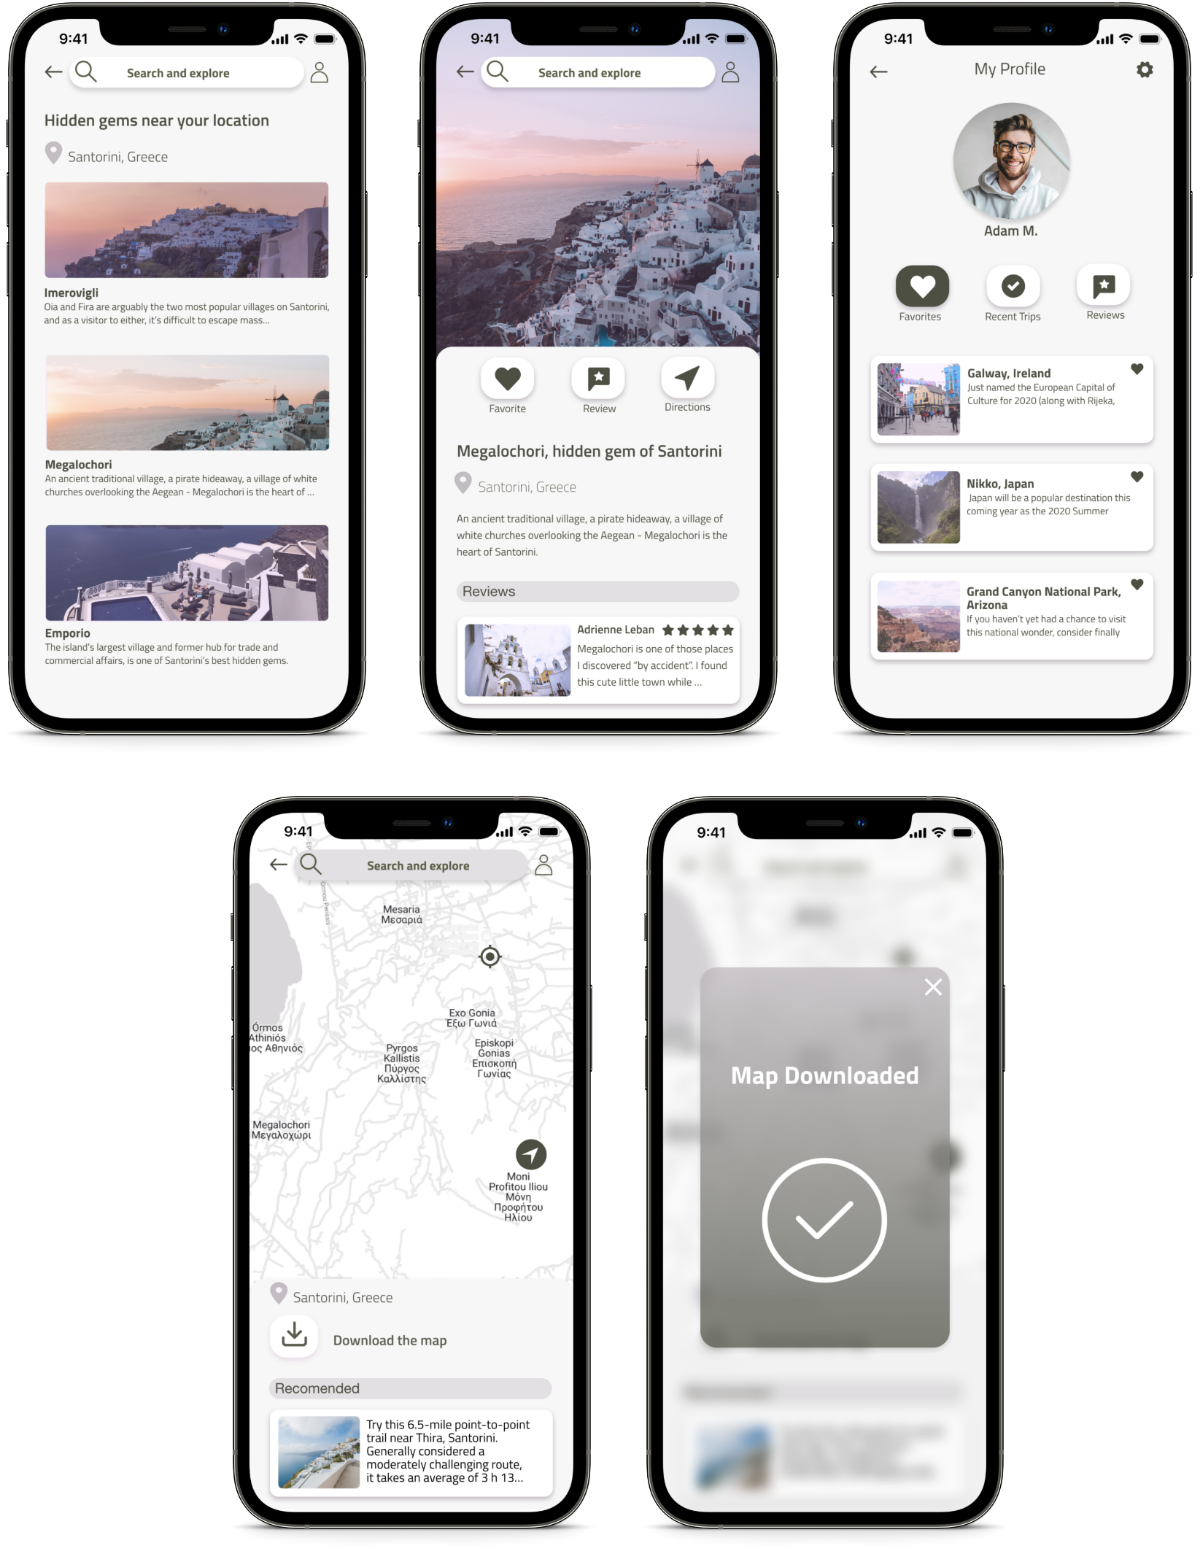 9:41
Search and explore
Hidden gems near your location
Santorini, Greece
Imerovigli
Oia and Fira are arguably the two most popular villages on Santorini,
and as a visitor to either, it's difficult to escape mass...
Megalochori
An ancient traditional village, a pirate hideaway, a village of white
churches overlooking the Aegean - Megalochori is the heart of ...
Emporio
The island's largest village and former hub for trade and
commercial affairs, is one of Santorini's best hidden gems.
9:41
Search and explore
Favorite
Review
Directions
Megalochori, hidden gem of Santorini
Santorini, Greece
An ancient traditional village, a pirate hideaway, a village of
white churches overlooking the Aegean - Megalochori is the
heart of Santorini.
Reviews
Adrienne Leban
Megalochori is one of those places
I discovered "by accident". I found
this cute little town while ...
9:41
My Profile
Adam M.
Favorites
Recent Trips
Reviews
Galway, Ireland
Just named the European Capital of
Culture for 2020 (along with Rijeka,
Nikko, Japan
Japan will be a popular destination this
coming year as the 2020 Summer
Grand Canyon National Park,
Arizona
If you haven't yet had a chance to visit
this national wonder, consider finally
9:41
Search and explore
Mesaria
Μεσαριά
Exo Gonia
Έξω Γωνιά
Órmos
Athiniós
ος Αθηνιός
Pyrgos
Kallistis
Πύργος
Καλλίστης
Episkopi
Gonias
Επισκοπή
Γωνίας
Megalochori
Μεγαλοχώρι
Moni
Profitou Iliou
Μόνη
Προφήτου
Ηλίου
Santorini, Greece
Download the map
Recomended
Try this 6.5-mile point-to-point
trail near Thira, Santorini.
Generally considered a
moderately challenging route,
it takes an average of 3 h 13...
9:41
Map Downloaded